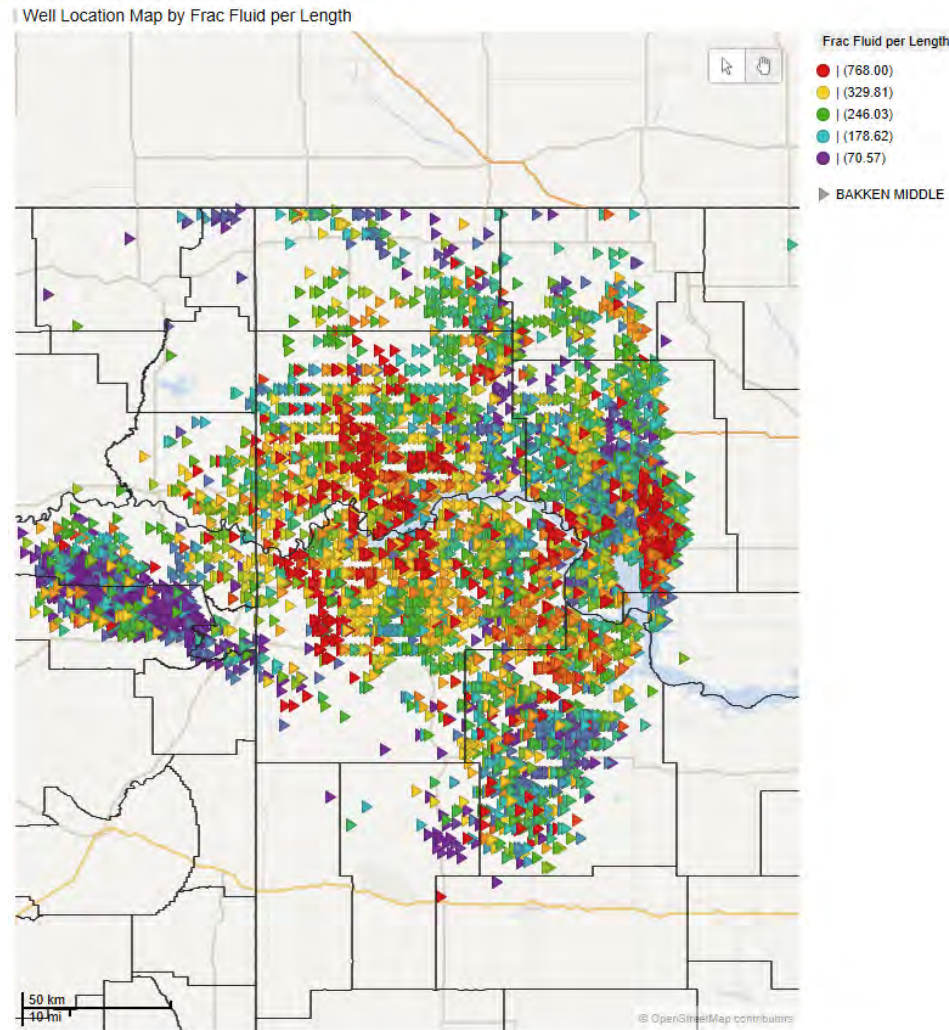 Well Location Map by Frac Fluid per Length
Frac Fluid per Length
| (768.00)
| (329.81)
| (246.03)
| (178.62)
| (70.57)
BAKKEN MIDDLE
50 km
10 mi
© OpenStreetMap contributors